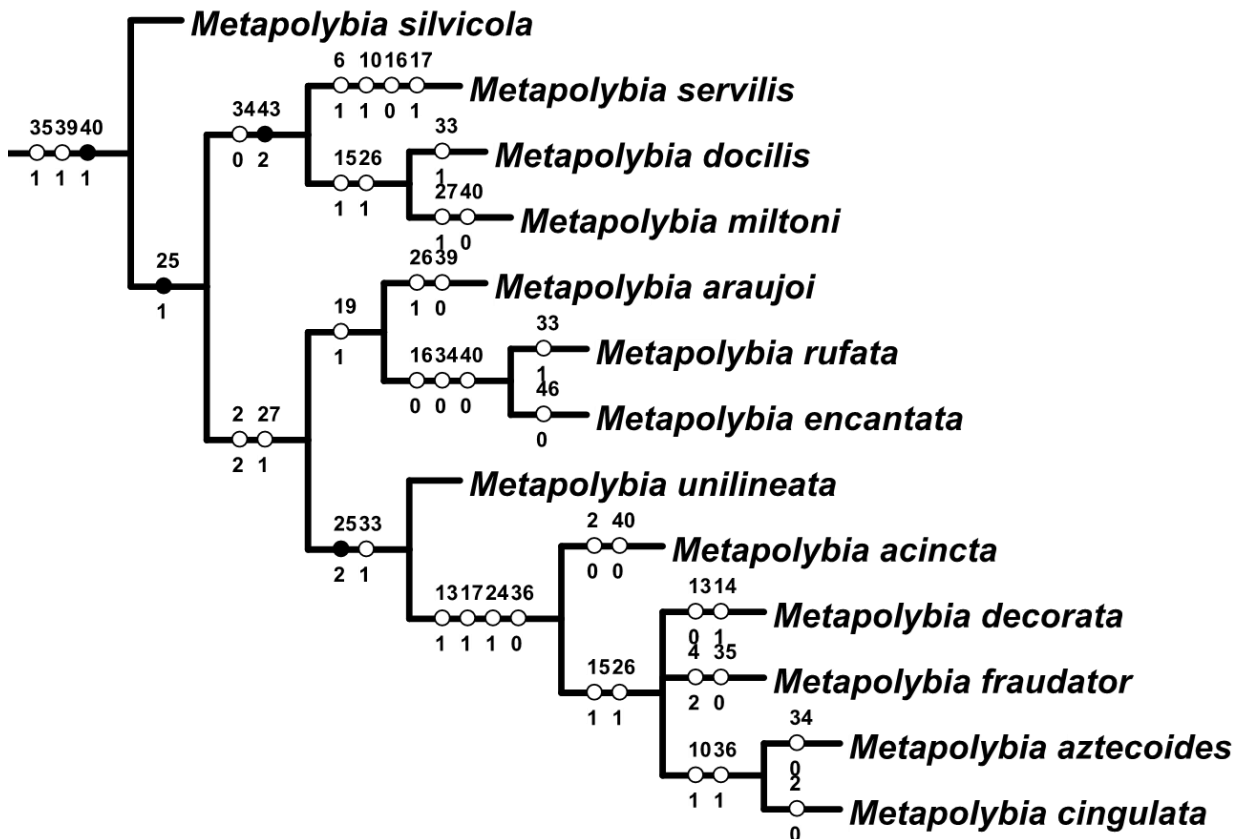 Metapolybia silvicola
6 10 16 17
1 1 0 1
Metapolybia servilis
34 43
0 2
35 39 40
1 1 1
33
1
Metapolybia docilis
15 26
1 1
27 40
1 0
Metapolybia miltoni
25
1
26 39
1 0
Metapolybia araujoi
19
1
33
1
Metapolybia rufata
16 34 40
0 0 0
46
0
Metapolybia encantata
2 27
2 1
Metapolybia unilineata
25 33
2 1
2 40
0 0
Metapolybia acincta
13 17 24 36
1 1 1 0
13 14
0 1
Metapolybia decorata
4 35
2 0
Metapolybia fraudator
15 26
1 1
34
0
Metapolybia aztecoides
10 36
1 1
2
0
Metapolybia cingulata